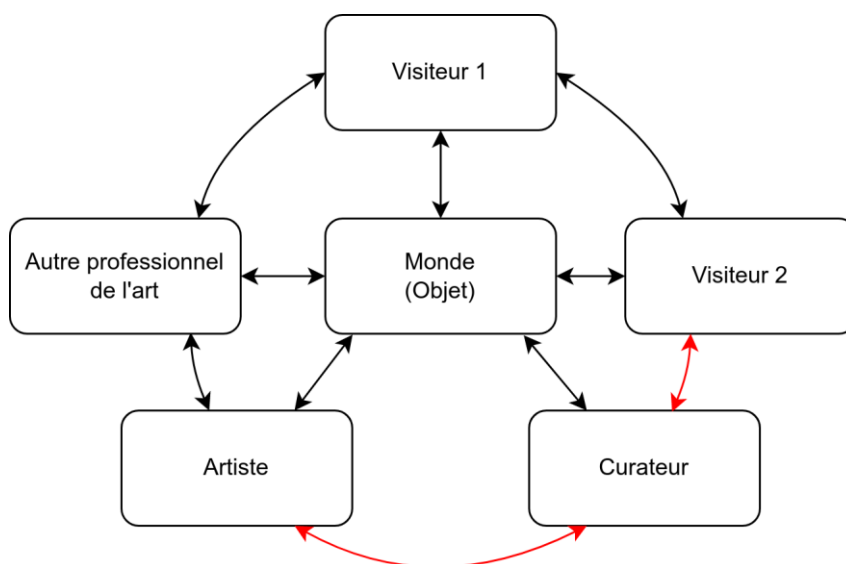 Visiteur 1
Autre professionnel
de l'art
Monde
(Objet)
Visiteur 2
Artiste
Curateur